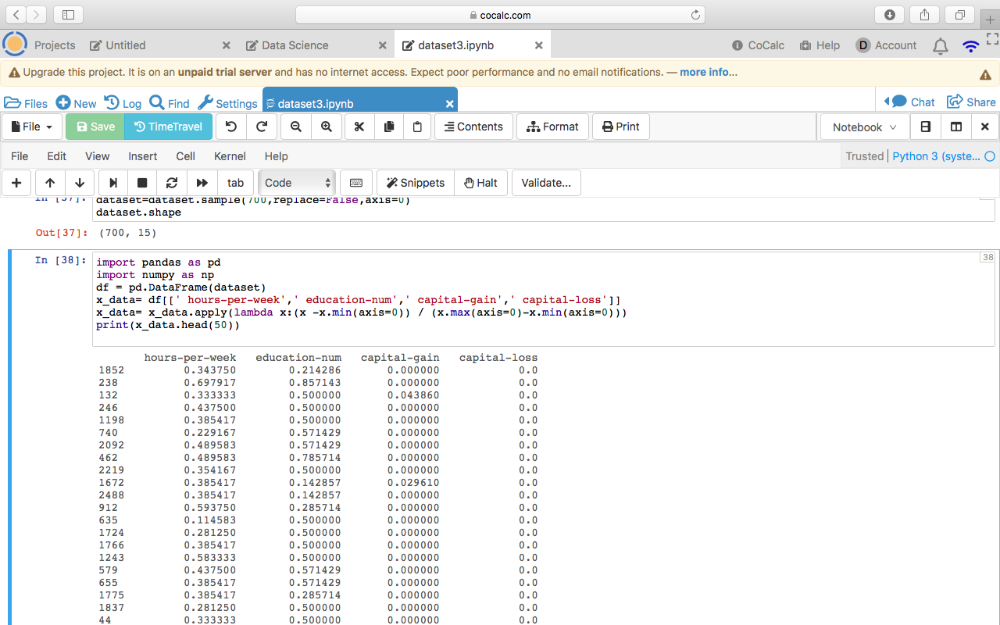 cocalc.com
Projects Untitled Data Science dataset3.ipynb CoCalc Help D Account
Upgrade this project. It is on an unpaid trial server and has no internet access. Expect poor performance and no email notifications. — more info...
Files New Log Find Settings dataset3.ipynb Chat Share
File Save TimeTravel Contents Format Print Notebook
File Edit View Insert Cell Kernel Help Trusted Python 3 (syste...
tab Code Snippets Halt Validate...
In [37]: dataset=dataset.sample(700,replace=False,axis=0)
dataset.shape
Out[37]: (700, 15)
In [38]: import pandas as pd 38
import numpy as np
df = pd.DataFrame(dataset)
x_data= df[[' hours-per-week',' education-num',' capital-gain',' capital-loss']]
x_data= x_data.apply(lambda x:(x -x.min(axis=0)) / (x.max(axis=0)-x.min(axis=0)))
print(x_data.head(50))
hours-per-week education-num capital-gain capital-loss
1852 0.343750 0.214286 0.000000 0.0
238 0.697917 0.857143 0.000000 0.0
132 0.333333 0.500000 0.043860 0.0
246 0.437500 0.500000 0.000000 0.0
1198 0.385417 0.500000 0.000000 0.0
740 0.229167 0.571429 0.000000 0.0
2092 0.489583 0.571429 0.000000 0.0
462 0.489583 0.785714 0.000000 0.0
2219 0.354167 0.500000 0.000000 0.0
1672 0.385417 0.142857 0.029610 0.0
2488 0.385417 0.142857 0.000000 0.0
912 0.593750 0.285714 0.000000 0.0
635 0.114583 0.500000 0.000000 0.0
1724 0.281250 0.500000 0.000000 0.0
1766 0.385417 0.500000 0.000000 0.0
1243 0.583333 0.500000 0.000000 0.0
579 0.437500 0.571429 0.000000 0.0
655 0.385417 0.571429 0.000000 0.0
1775 0.385417 0.285714 0.000000 0.0
1837 0.281250 0.500000 0.000000 0.0
44 0.333333 0.500000 0.000000 0.0